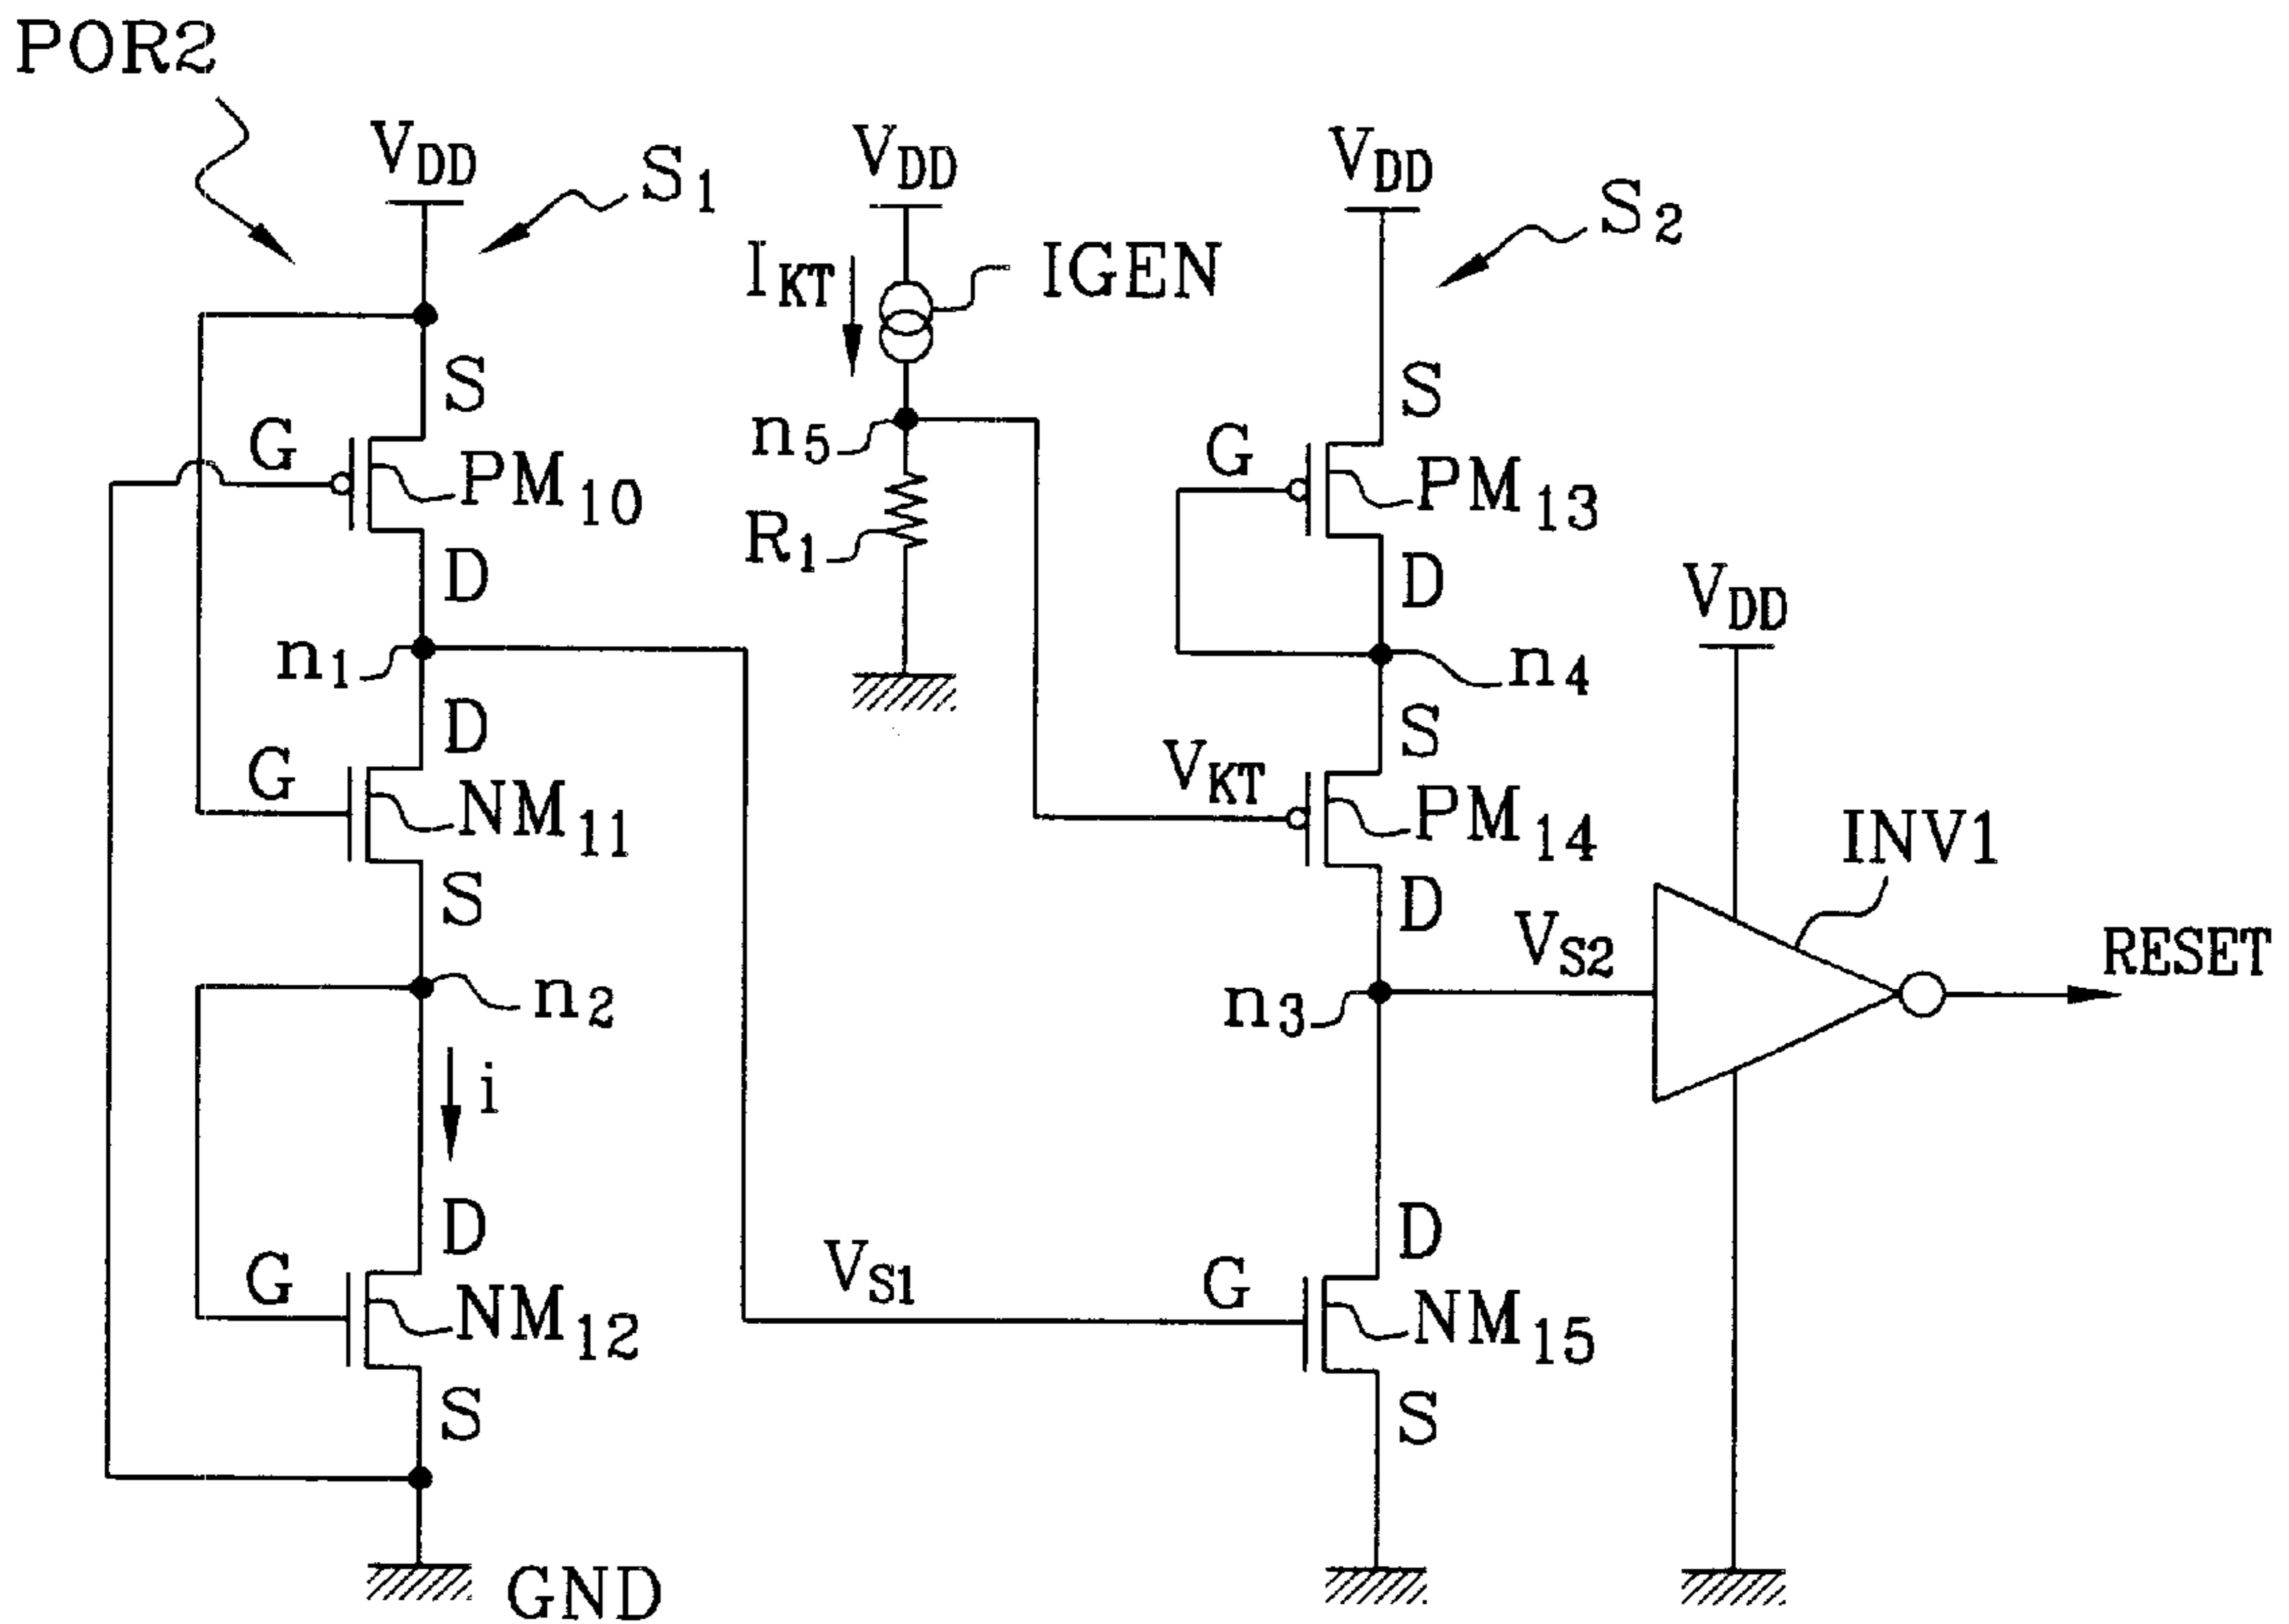 POR2
VDD
S1
VDD
VDD
S2
IKT
IGEN
S
S
G
PM10
n5
G
PM13
R1
D
D
VDD
n1
n4
D
S
G
NM11
VKT
PM14
INV1
S
D
VS2
RESET
n2
n3
i
D
D
G
NM12
VS1
G
NM15
S
S
GND